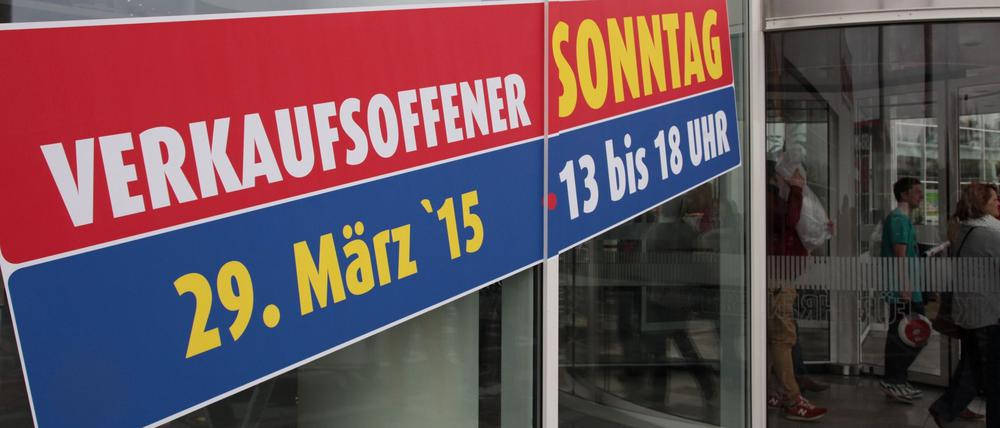 VERKAUFSOFFENER SONNTAG
29. März `15 • 13 bis 18 UHR